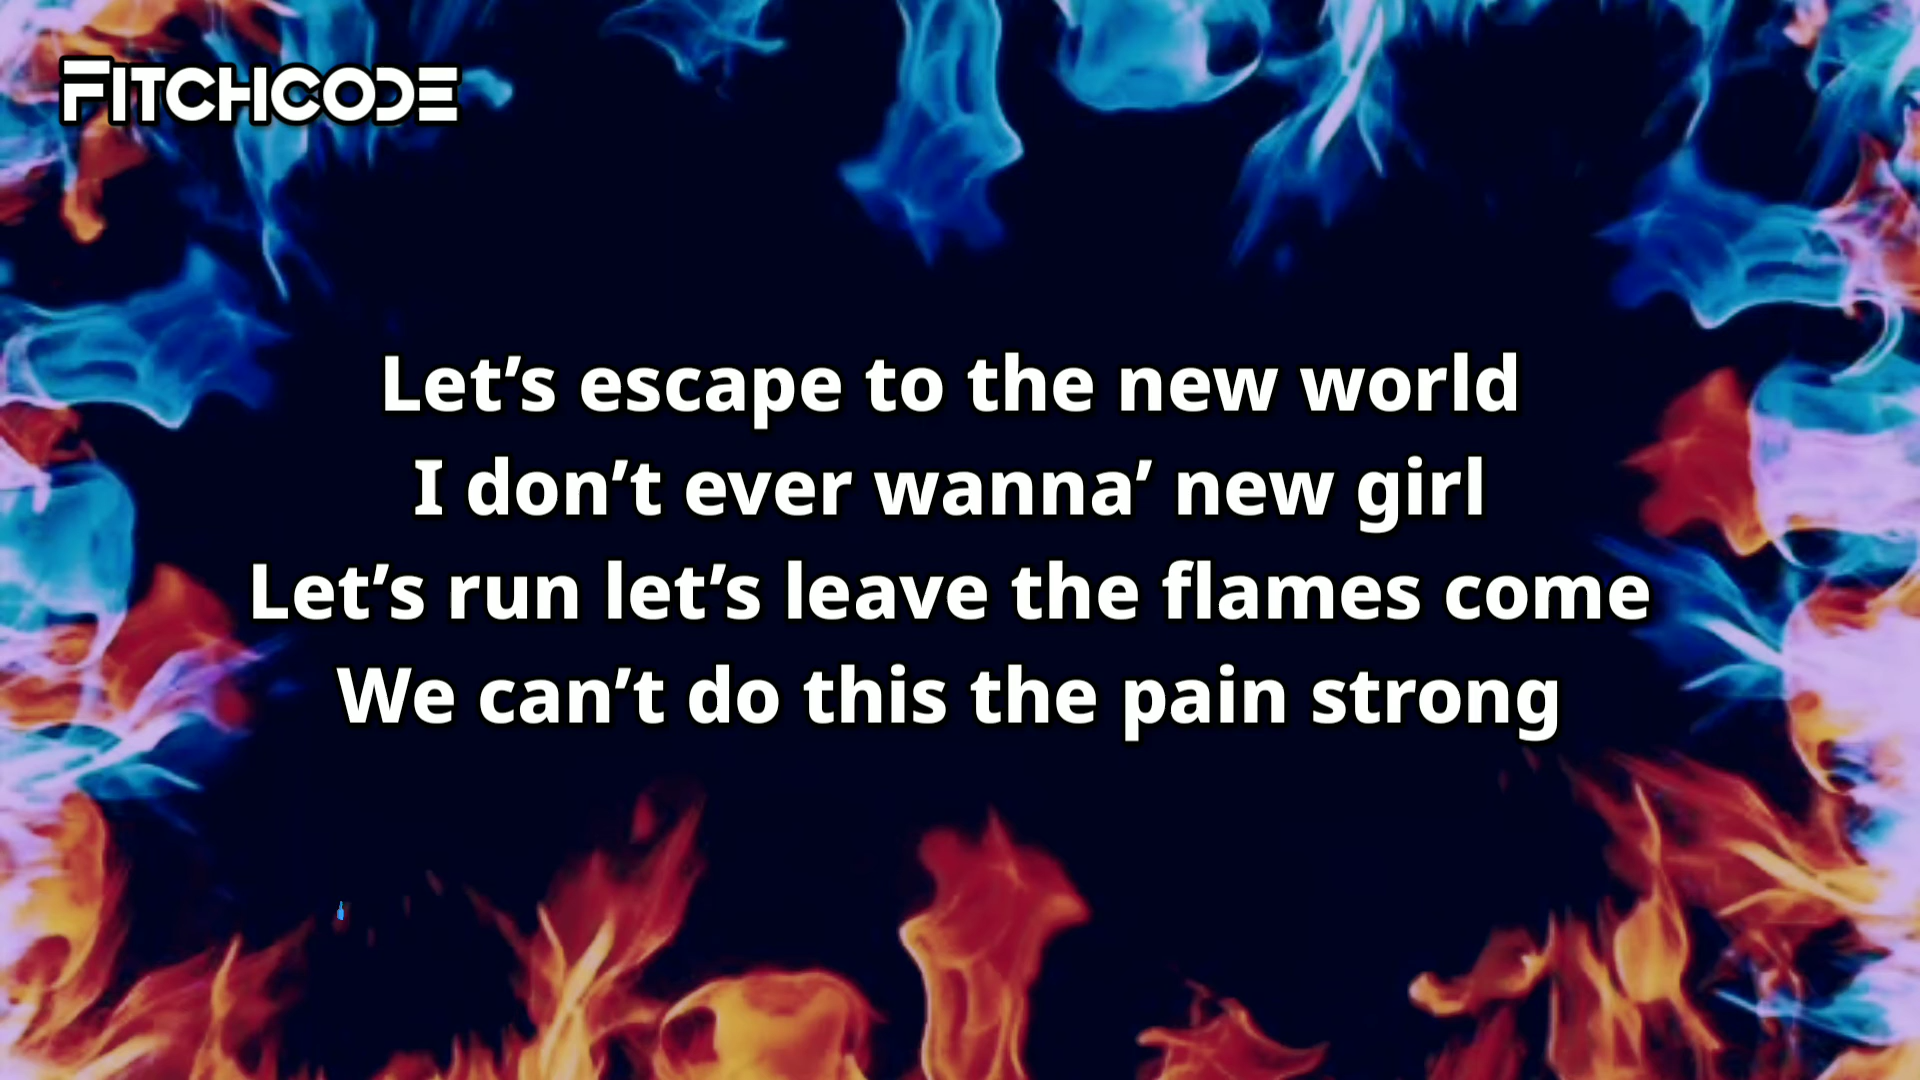 FITCHCODE
Let’s escape to the new world
I don’t ever wanna’ new girl
Let’s run let’s leave the flames come
We can’t do this the pain strong